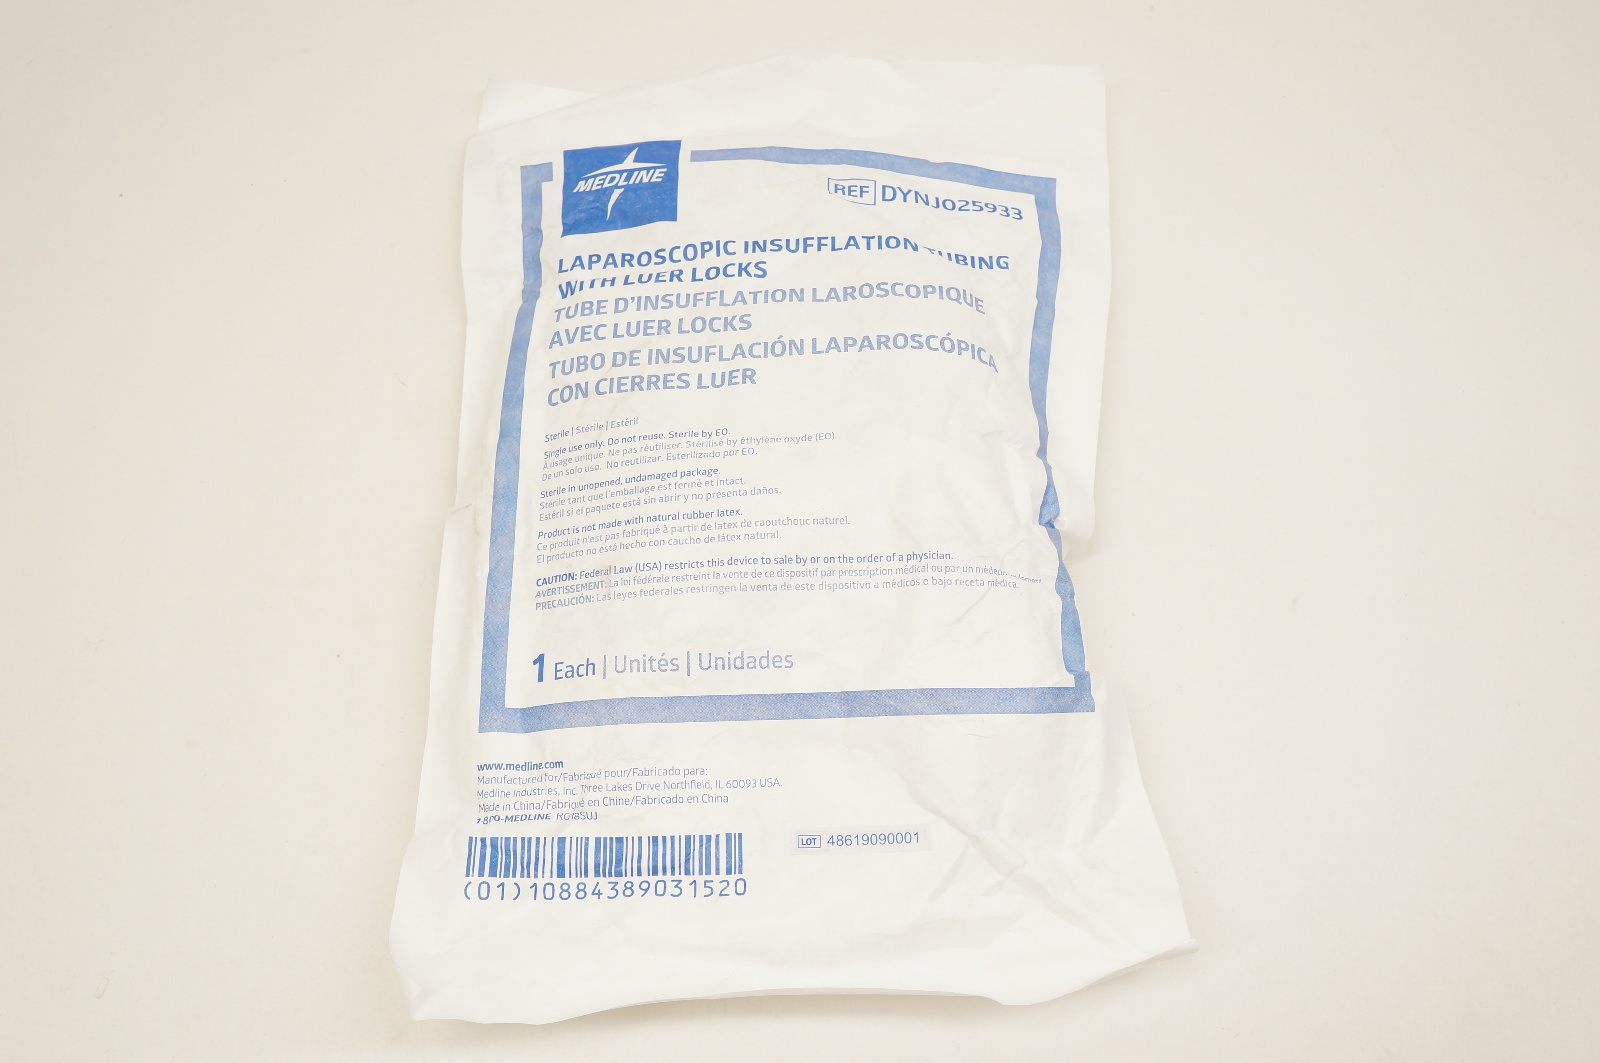 MEDLINE
REF DYNJ025933
LAPAROSCOPIC INSUFFLATION TUBING
WITH LUER LOCKS
TUBE D'INSUFFLATION LAROSCOPIQUE
AVEC LUER LOCKS
TUBO DE INSUFLACIÓN LAPAROSCÓPICA
CON CIERRES LUER
Sterile | Stérile | Estéril
Single use only. Do not reuse. Sterile by EO.
À usage unique. Ne pas réutiliser. Stérilisé by éthylène oxyde (EO).
De un solo uso. No reutilizar. Esterilizado por EO.
Sterile in unopened, undamaged package.
Stérile tant que l'emballage est fermé et intact.
Estéril si el paquete está sin abrir y no presenta daños.
Product is not made with natural rubber latex.
Ce produit n'est pas fabriqué à partir de latex de caoutchouc naturel.
El producto no está hecho con caucho de látex natural.
CAUTION: Federal Law (USA) restricts this device to sale by or on the order of a physician.
AVERTISSEMENT: La loi fédérale restreint la vente de ce dispositif par prescription médical ou par un
PRECAUCIÓN: Las leyes federales restringen la venta de este dispositivo a médicos o bajo receta médica.
1 Each | Unités | Unidades
www.medline.com
Manufactured for/Fabriqué pour/Fabricado para:
Medline Industries, Inc. Three Lakes Drive Northfield, IL 60093 USA.
Made in China/Fabriqué en Chine/Fabricado en China
1-800-MEDLINE RG18SUJ
LOT 48619090001
(01)10884389031520